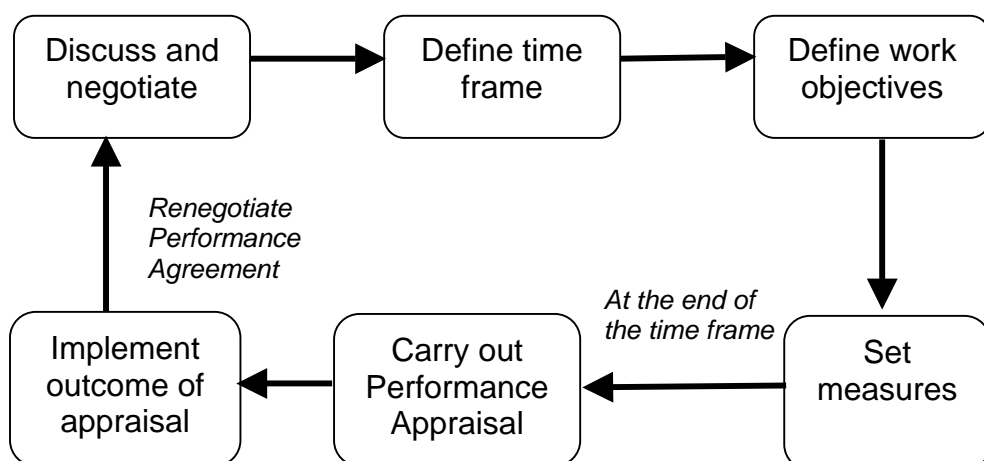 Discuss and
negotiate
Define time
frame
Define work
objectives
Renegotiate
Performance
Agreement
At the end of
the time frame
Implement
outcome of
appraisal
Carry out
Performance
Appraisal
Set
measures